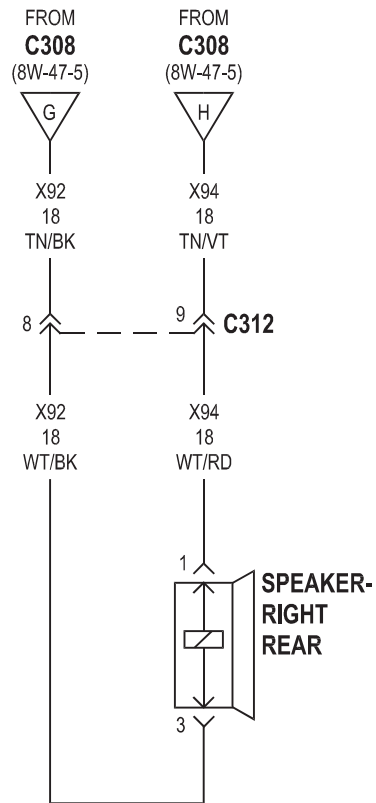 FROM
C308
(8W-47-5)
G
X92
18
TN/BK
8
X92
18
WT/BK
FROM
C308
(8W-47-5)
H
X94
18
TN/VT
9
C312
X94
18
WT/RD
1
SPEAKER-
RIGHT
REAR
3